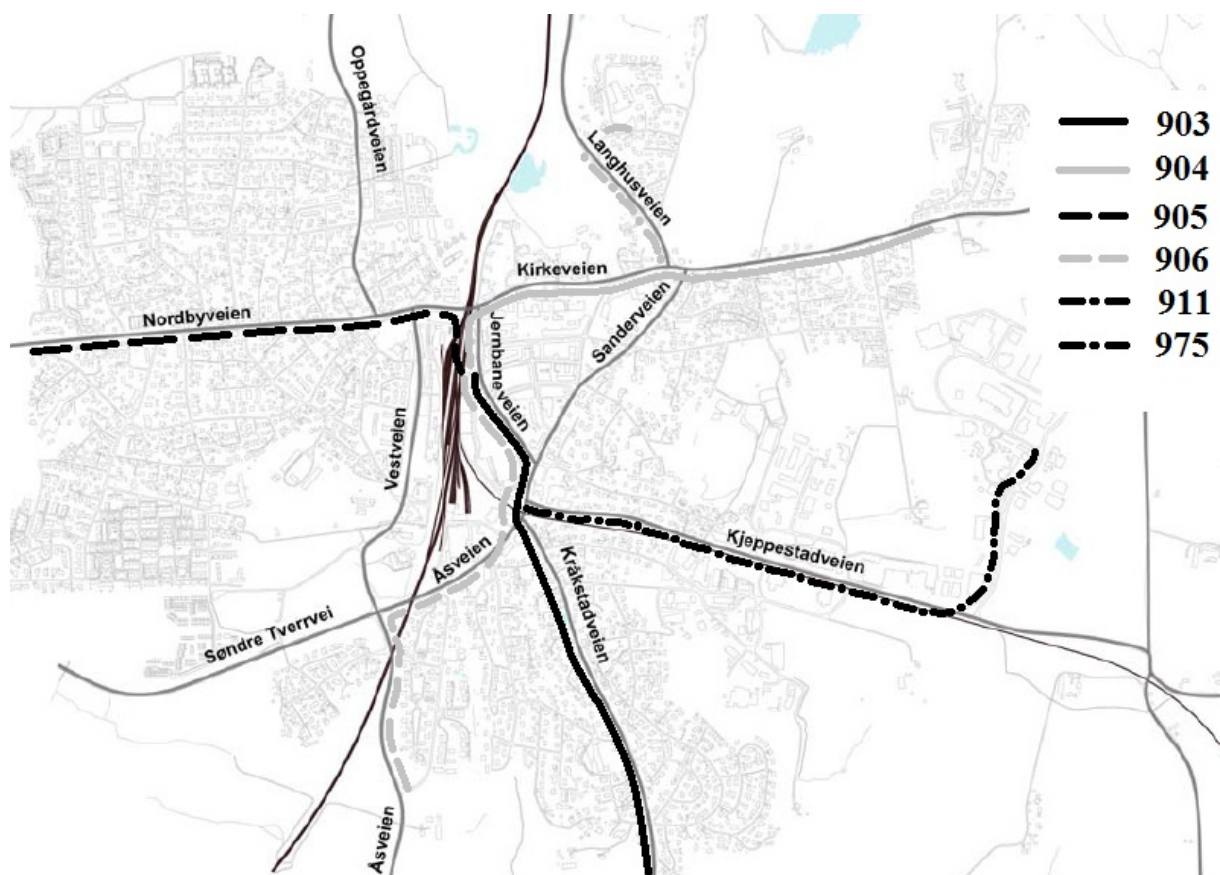 Oppegårdveien
Langhusveien
Kirkeveien
Nordbyveien
Sanderveien
Jernbaneveien
Vestveien
Åsveien
Kjeppestadveien
Kråkstadveien
Søndre Tverrvei
Åsveien
903
904
905
906
911
975